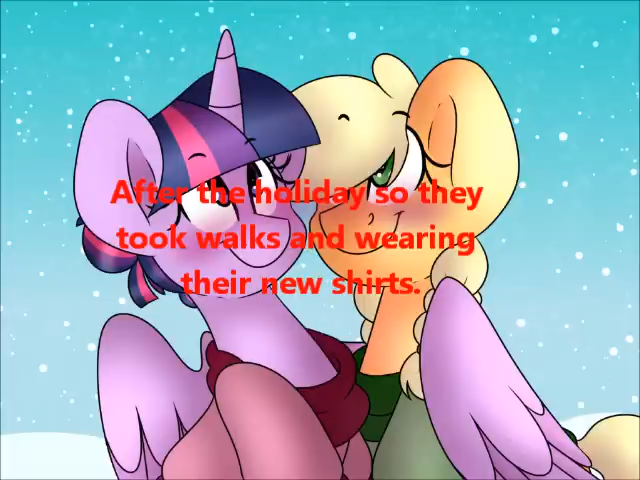 After the holiday so they
took walks and wearing
their new shirts.